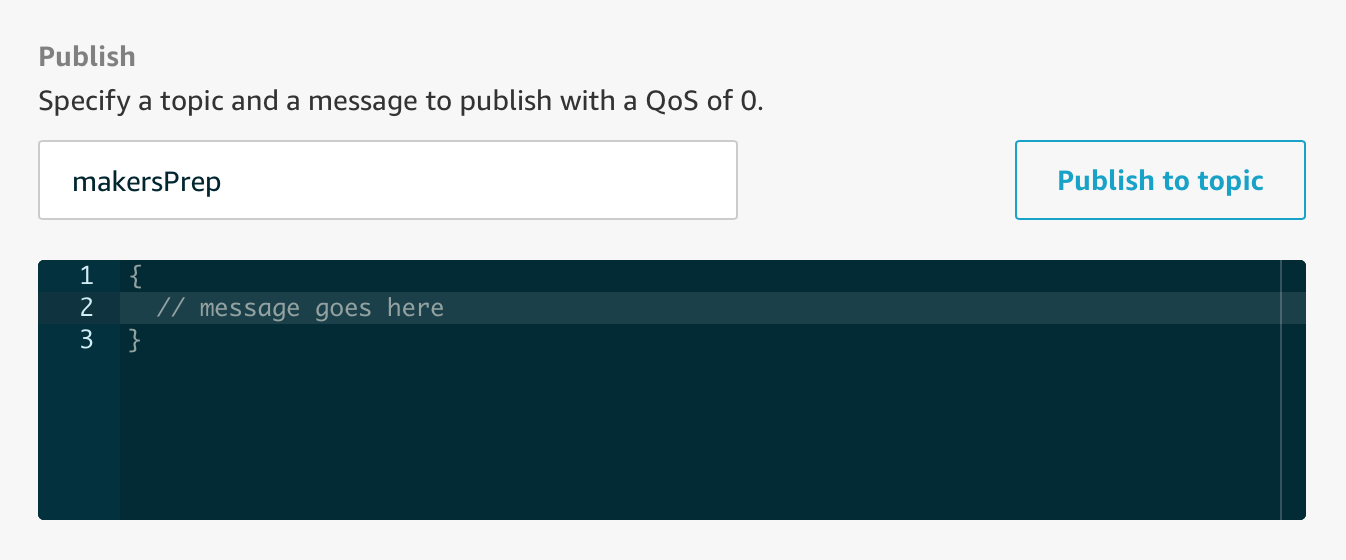 Publish
Specify a topic and a message to publish with a QoS of 0.
makersPrep
Publish to topic
1 {
2 // message goes here
3 }